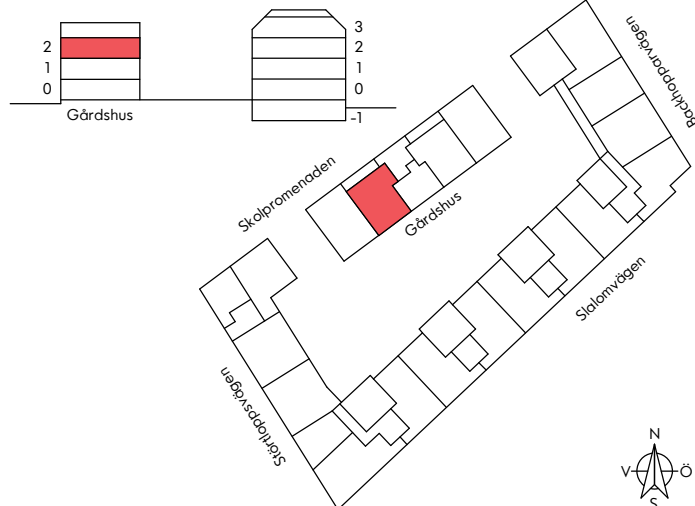 3
2
2
1
1
0
0
-1
Gårdshus
Backhopparvägen
Skolpromenaden
Gårdshus
Slalomvägen
Störtloppsvägen
N
V Ö
S